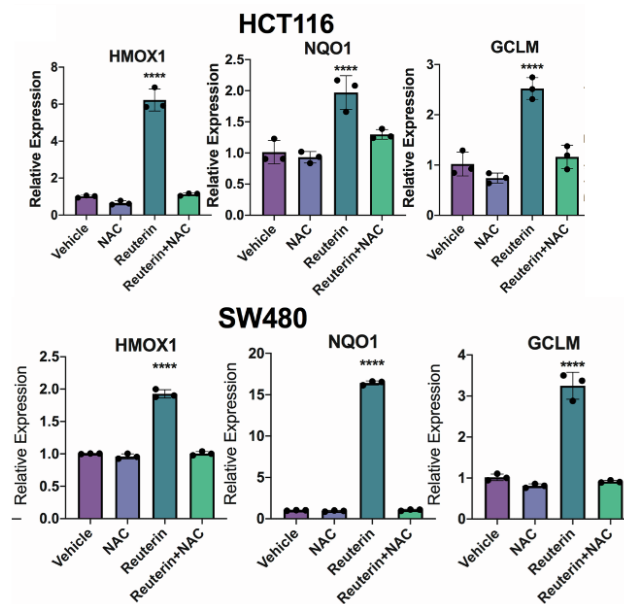 HCT116
HMOX1
NQO1
GCLM
Relative Expression
8
6
4
2
0
****
Vehicle
NAC
Reuterin
Reuterin+NAC
Relative Expression
2.5
2.0
1.5
1.0
0.5
0.0
****
Vehicle
NAC
Reuterin
Reuterin+NAC
Relative Expression
3
2
1
0
****
Vehicle
NAC
Reuterin
Reuterin+NAC
SW480
HMOX1
NQO1
GCLM
Relative Expression
2.5
2.0
1.5
1.0
0.5
0.0
****
Vehicle
NAC
Reuterin
Reuterin+NAC
Relative Expression
20
15
10
5
0
****
Vehicle
NAC
Reuterin
Reuterin+NAC
Relative Expression
4
3
2
1
0
****
Vehicle
NAC
Reuterin
Reuterin+NAC